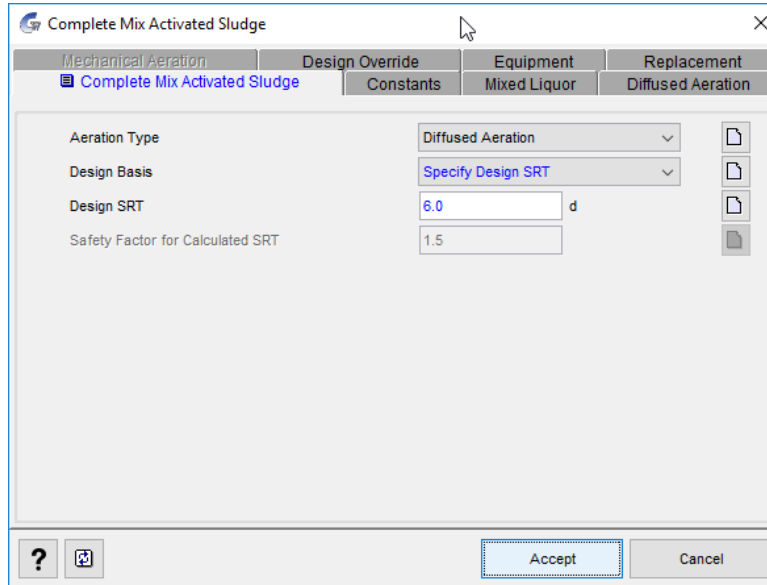 Complete Mix Activated Sludge
Mechanical Aeration Design Override Equipment Replacement
Complete Mix Activated Sludge Constants Mixed Liquor Diffused Aeration
Aeration Type Diffused Aeration
Design Basis Specify Design SRT
Design SRT 6.0 d
Safety Factor for Calculated SRT 1.5
? Accept Cancel